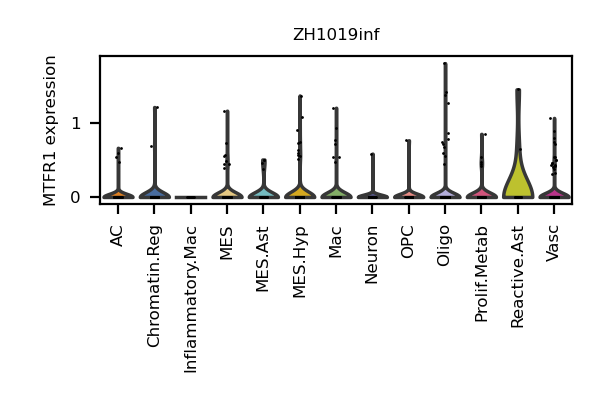 ZH1019inf
MTFR1 expression
1
0
AC
Chromatin.Reg
Inflammatory.Mac
MES
MES.Ast
MES.Hyp
Mac
Neuron
OPC
Oligo
Prolif.Metab
Reactive.Ast
Vasc